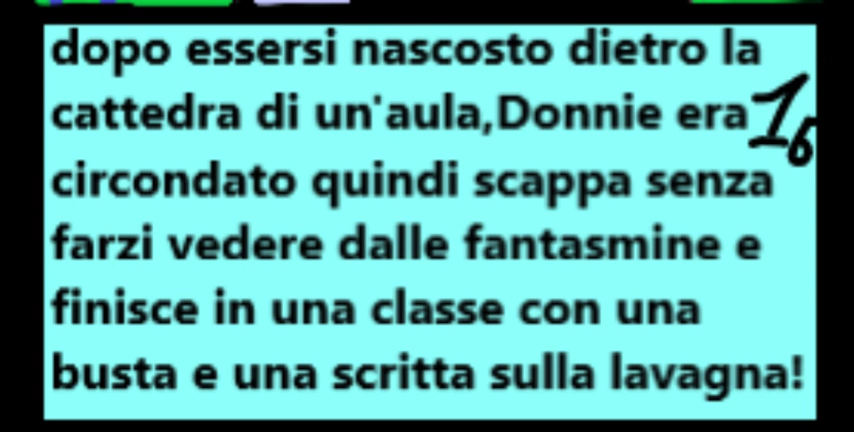 dopo essersi nascosto dietro la
cattedra di un'aula,Donnie era 16
circondato quindi scappa senza
farzi vedere dalle fantasmine e
finisce in una classe con una
busta e una scritta sulla lavagna!